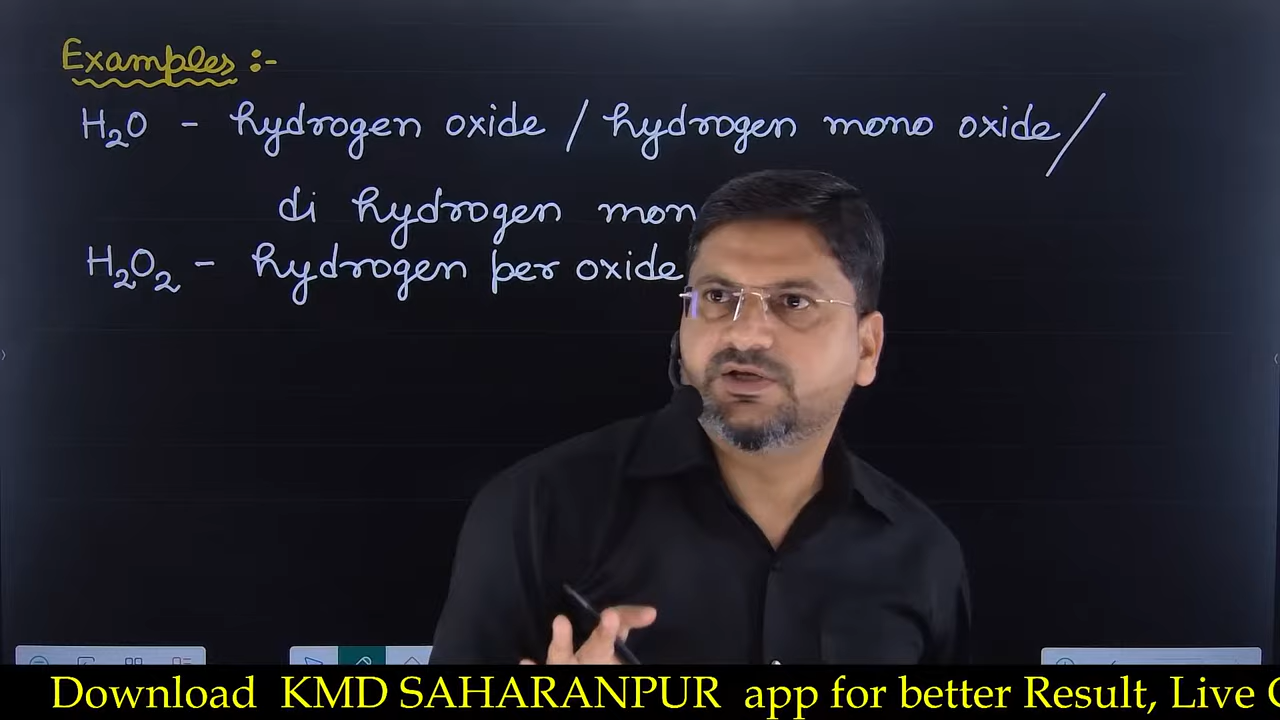 Examples :-
H₂O - hydrogen oxide / hydrogen mono oxide /
di hydrogen
H₂O₂ - hydrogen per oxide
Download KMD SAHARANPUR app for better Result, Live